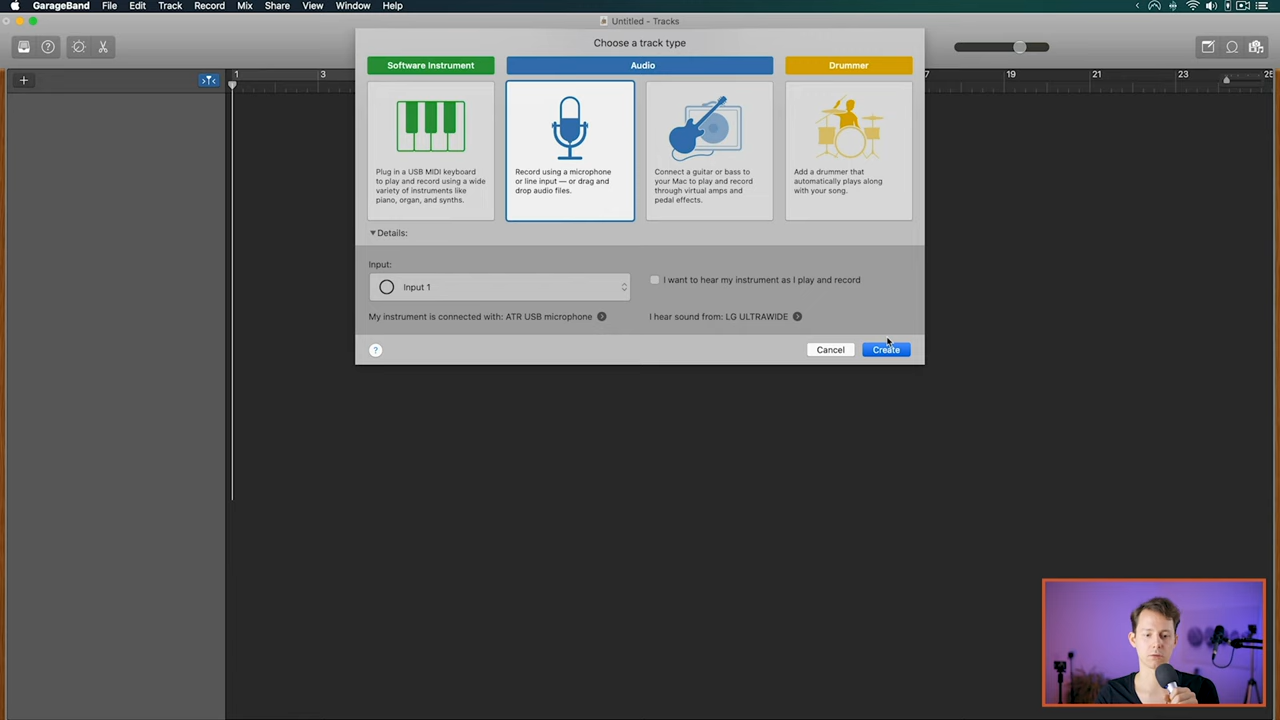 GarageBand File Edit Track Record Mix Share View Window Help
Untitled - Tracks
Choose a track type
Software Instrument
Audio
Drummer
1
3
17
19
21
23
25
Plug in a USB MIDI keyboard
to play and record using a wide
variety of instruments like
piano, organ, and synths.
Record using a microphone
or line input — or drag and
drop audio files.
Connect a guitar or bass to
your Mac to play and record
through virtual amps and
pedal effects.
Add a drummer that
automatically plays along
with your song.
Details:
Input:
Input 1
I want to hear my instrument as I play and record
My instrument is connected with: ATR USB microphone
I hear sound from: LG ULTRAWIDE
?
Cancel
Create